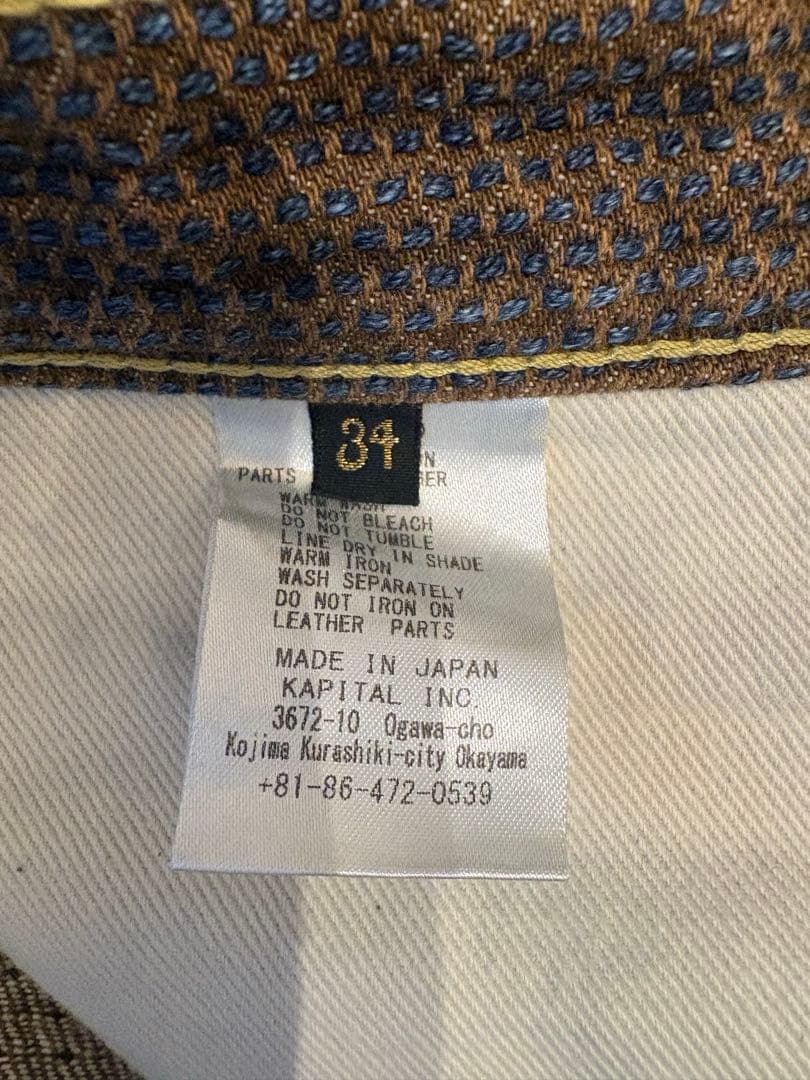 34
PARTS
WARM WASH
DO NOT BLEACH
DO NOT TUMBLE
LINE DRY IN SHADE
WARM IRON
WASH SEPARATELY
DO NOT IRON ON
LEATHER PARTS
MADE IN JAPAN
KAPITAL INC.
3672-10 Ogawa-cho
Kojima Kurashiki-city Okayama
+81-86-472-0539